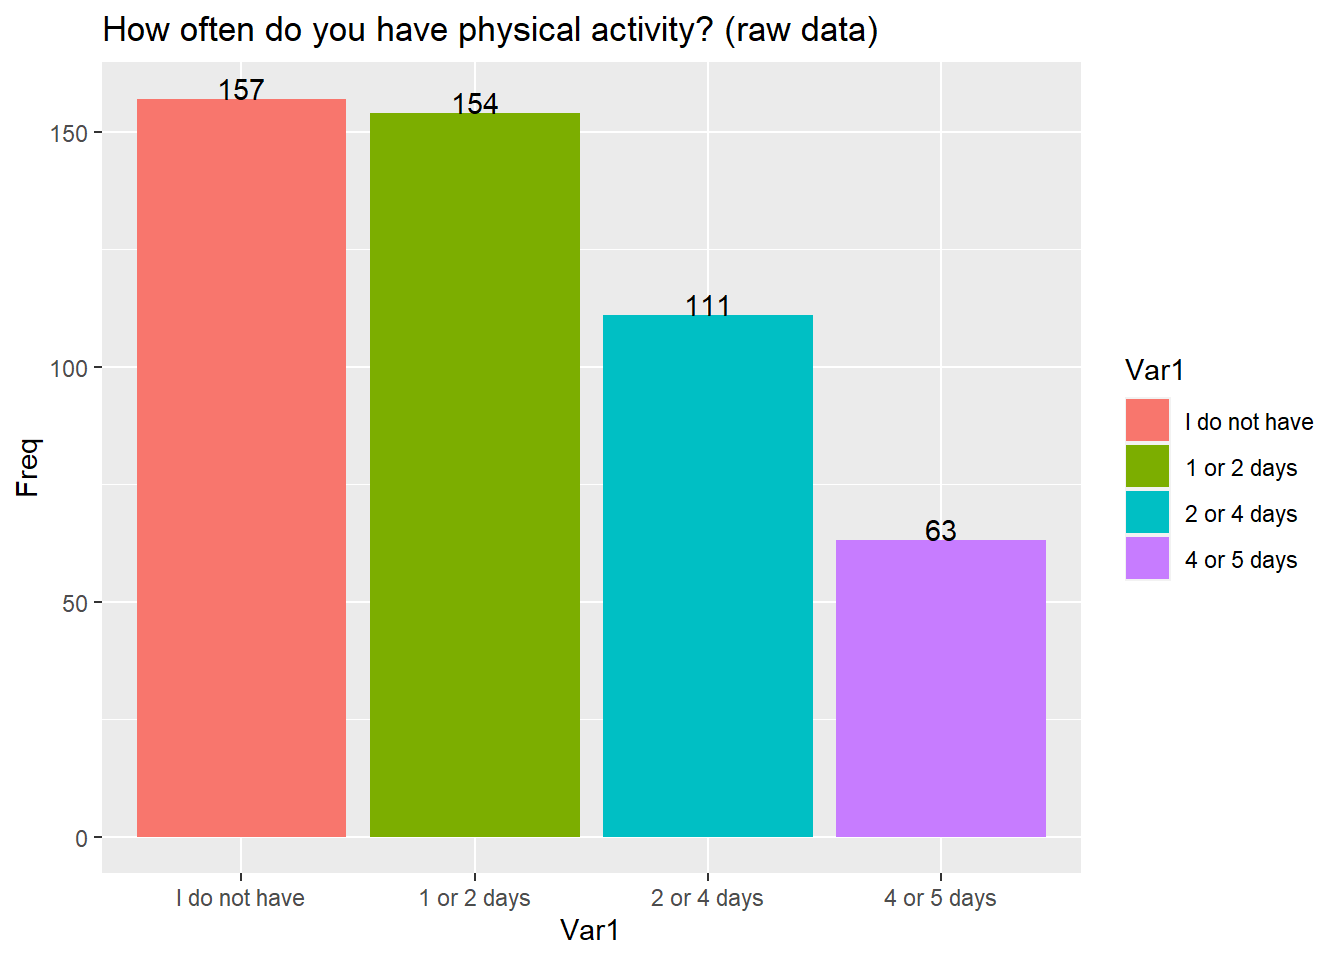 How often do you have physical activity? (raw data)
157
154
111
63
150
100
50
0
Freq
I do not have
1 or 2 days
2 or 4 days
4 or 5 days
Var1
Var1
I do not have
1 or 2 days
2 or 4 days
4 or 5 days